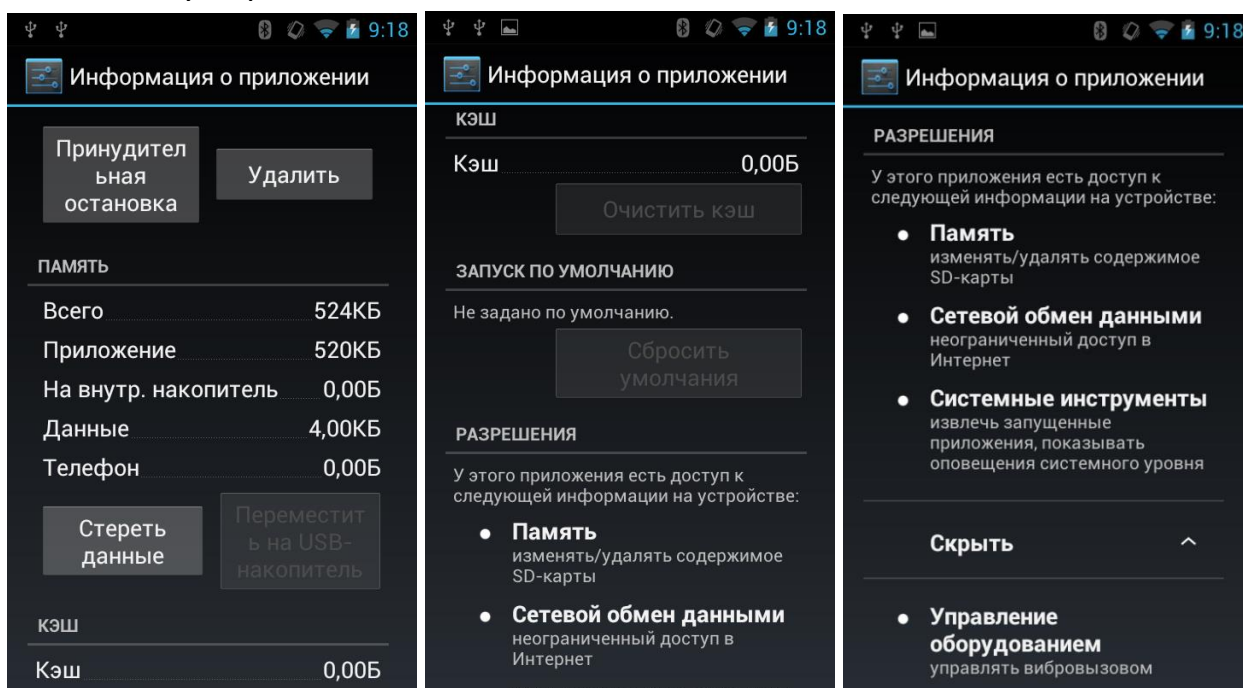 9:18
Информация о приложении
Принудител
ьная
остановка
Удалить
ПАМЯТЬ
Всего 524КБ
Приложение 520КБ
На внутр. накопитель 0,00Б
Данные 4,00КБ
Телефон 0,00Б
Стереть
данные
Переместит
ь на USB-
накопитель
КЭШ
Кэш 0,00Б
9:18
Информация о приложении
КЭШ
Кэш 0,00Б
Очистить кэш
ЗАПУСК ПО УМОЛЧАНИЮ
Не задано по умолчанию.
Сбросить
умолчания
РАЗРЕШЕНИЯ
У этого приложения есть доступ к
следующей информации на устройстве:
● Память
изменять/удалять содержимое
SD-карты
● Сетевой обмен данными
неограниченный доступ в
Интернет
9:18
Информация о приложении
РАЗРЕШЕНИЯ
У этого приложения есть доступ к
следующей информации на устройстве:
● Память
изменять/удалять содержимое
SD-карты
● Сетевой обмен данными
неограниченный доступ в
Интернет
● Системные инструменты
извлечь запущенные
приложения, показывать
оповещения системного уровня
Скрыть
● Управление
оборудованием
управлять вибровызовом